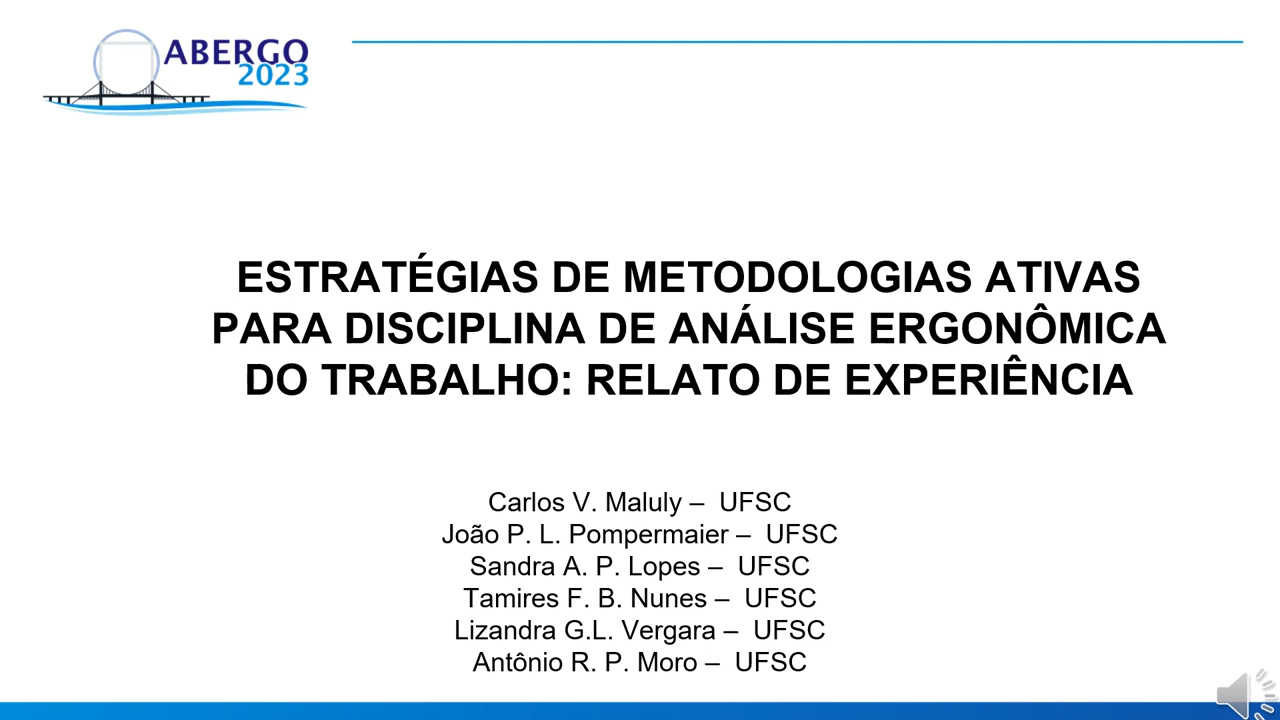 ABERGO
2023
ESTRATÉGIAS DE METODOLOGIAS ATIVAS
PARA DISCIPLINA DE ANÁLISE ERGONÔMICA
DO TRABALHO: RELATO DE EXPERIÊNCIA
Carlos V. Maluly – UFSC
João P. L. Pompermaier – UFSC
Sandra A. P. Lopes – UFSC
Tamires F. B. Nunes – UFSC
Lizandra G.L. Vergara – UFSC
Antônio R. P. Moro – UFSC